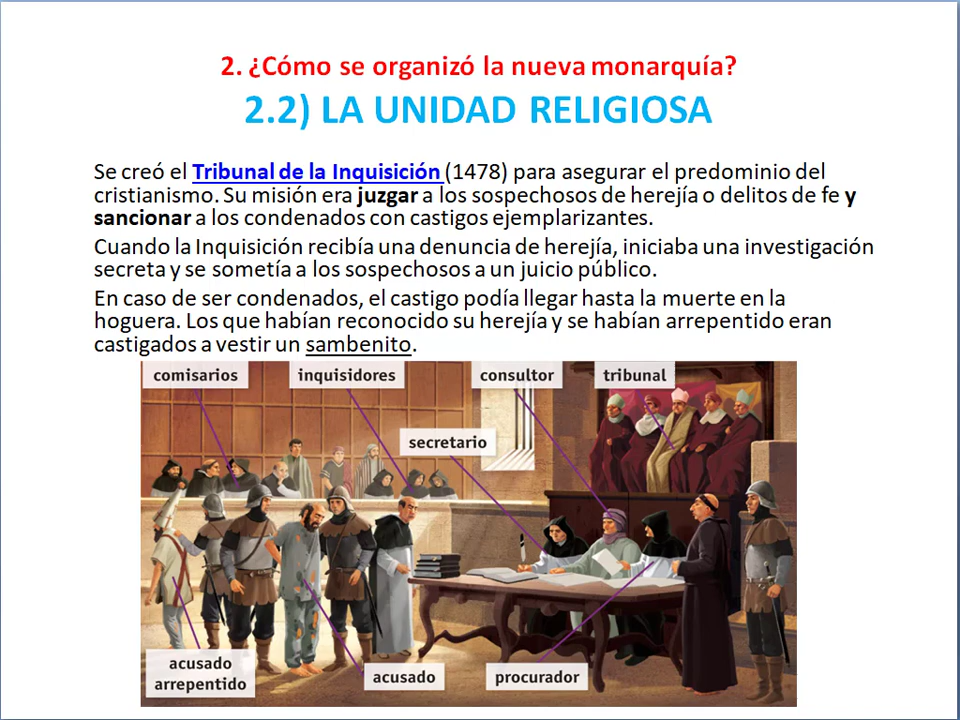 2. ¿Cómo se organizó la nueva monarquía?
2.2) LA UNIDAD RELIGIOSA
Se creó el Tribunal de la Inquisición (1478) para asegurar el predominio del
cristianismo. Su misión era juzgar a los sospechosos de herejía o delitos de fe y
sancionar a los condenados con castigos ejemplarizantes.
Cuando la Inquisición recibía una denuncia de herejía, iniciaba una investigación
secreta y se sometía a los sospechosos a un juicio público.
En caso de ser condenados, el castigo podía llegar hasta la muerte en la
hoguera. Los que habían reconocido su herejía y se habían arrepentido eran
castigados a vestir un sambenito.
comisarios
inquisidores
consultor
tribunal
secretario
acusado
arrepentido
acusado
procurador